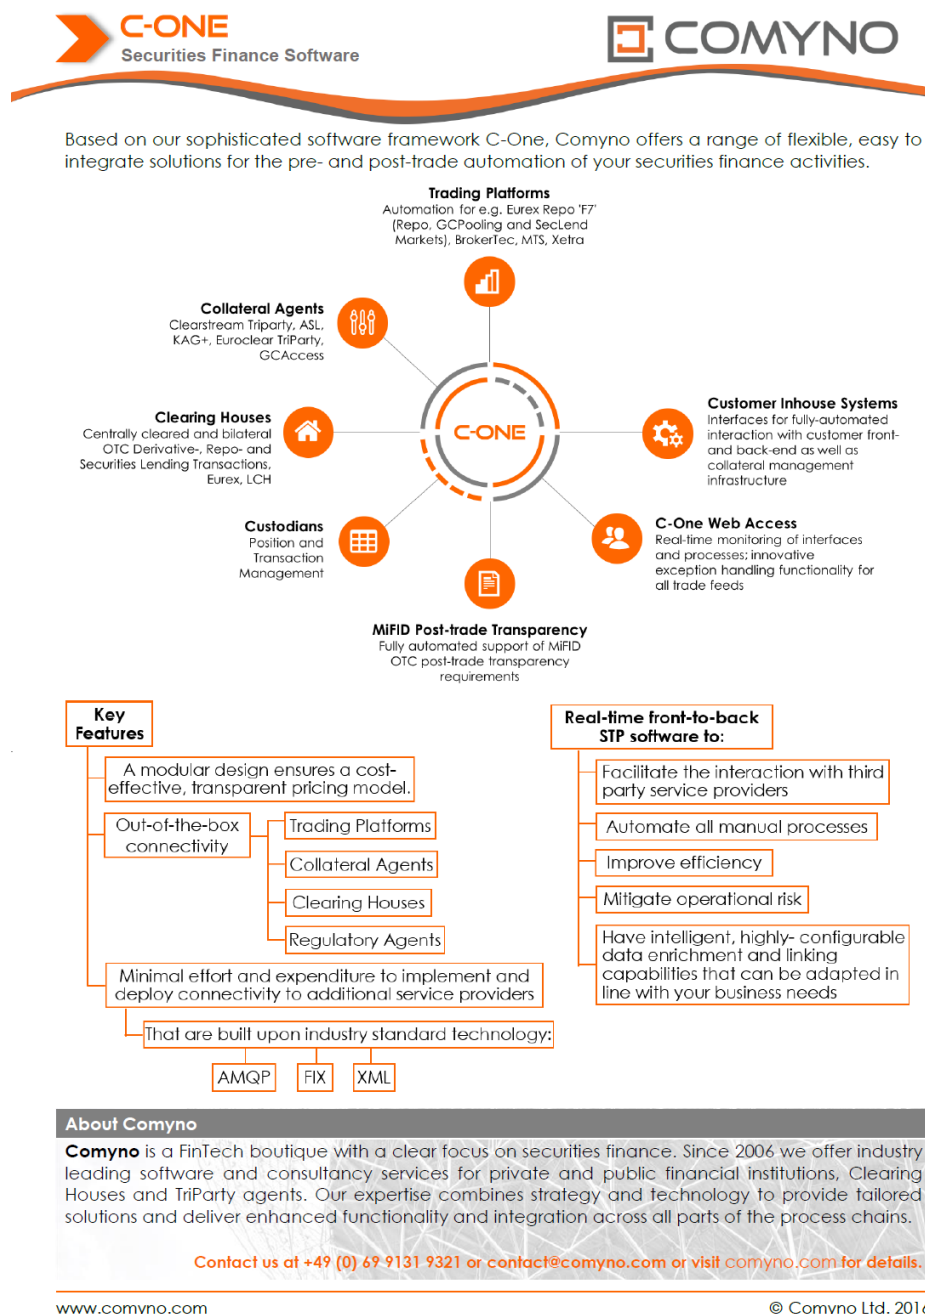 C-ONE
Securities Finance Software
COMYNO
Based on our sophisticated software framework C-One, Comyno offers a range of flexible, easy to
integrate solutions for the pre- and post-trade automation of your securities finance activities.
Trading Platforms
Automation for e.g. Eurex Repo 'F7'
(Repo, GCPooling and SecLend
Markets), BrokerTec, MTS, Xetra
Collateral Agents
Clearstream Triparty, ASL,
KAG+, Euroclear TriParty,
GCAccess
Clearing Houses
Centrally cleared and bilateral
OTC Derivative-, Repo- and
Securities Lending Transactions,
Eurex, LCH
Custodians
Position and
Transaction
Management
C-ONE
Customer Inhouse Systems
Interfaces for fully-automated
interaction with customer front-
and back-end as well as
collateral management
infrastructure
C-One Web Access
Real-time monitoring of interfaces
and processes; innovative
exception handling functionality for
all trade feeds
MiFID Post-trade Transparency
Fully automated support of MiFID
OTC post-trade transparency
requirements
Key
Features
A modular design ensures a cost-
effective, transparent pricing model.
Out-of-the-box
connectivity
Trading Platforms
Collateral Agents
Clearing Houses
Regulatory Agents
Minimal effort and expenditure to implement and
deploy connectivity to additional service providers
That are built upon industry standard technology:
AMQP
FIX
XML
Real-time front-to-back
STP software to:
Facilitate the interaction with third
party service providers
Automate all manual processes
Improve efficiency
Mitigate operational risk
Have intelligent, highly- configurable
data enrichment and linking
capabilities that can be adapted in
line with your business needs
About Comyno
Comyno is a FinTech boutique with a clear focus on securities finance. Since 2006 we offer industry
leading software and consultancy services for private and public financial institutions, Clearing
Houses and TriParty agents. Our expertise combines strategy and technology to provide tailored
solutions and deliver enhanced functionality and integration across all parts of the process chains.
Contact us at +49 (0) 69 9131 9321 or contact@comyno.com or visit comyno.com for details.
www.comyno.com
© Comyno Ltd. 2016